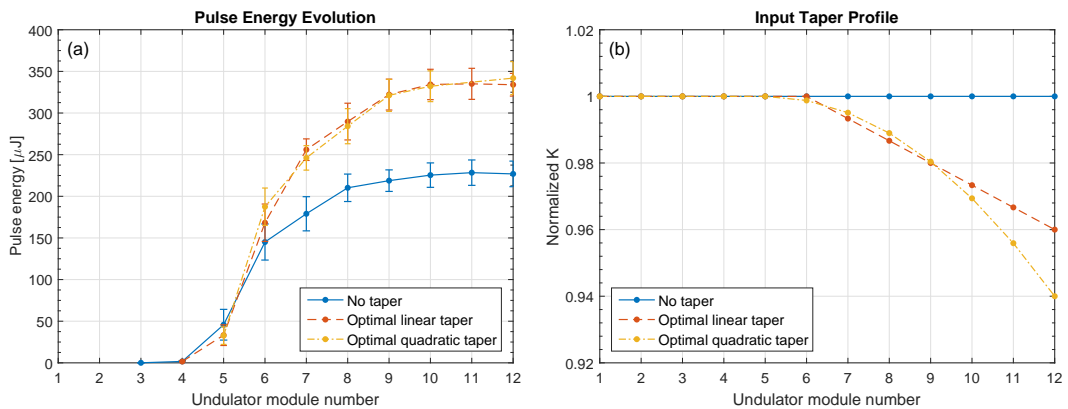 Pulse Energy Evolution
(a)
Pulse energy [μJ]
400
350
300
250
200
150
100
50
0
1 2 3 4 5 6 7 8 9 10 11 12
Undulator module number
No taper
Optimal linear taper
Optimal quadratic taper
Input Taper Profile
(b)
Normalized K
1.02
1
0.98
0.96
0.94
0.92
1 2 3 4 5 6 7 8 9 10 11 12
Undulator module number
No taper
Optimal linear taper
Optimal quadratic taper